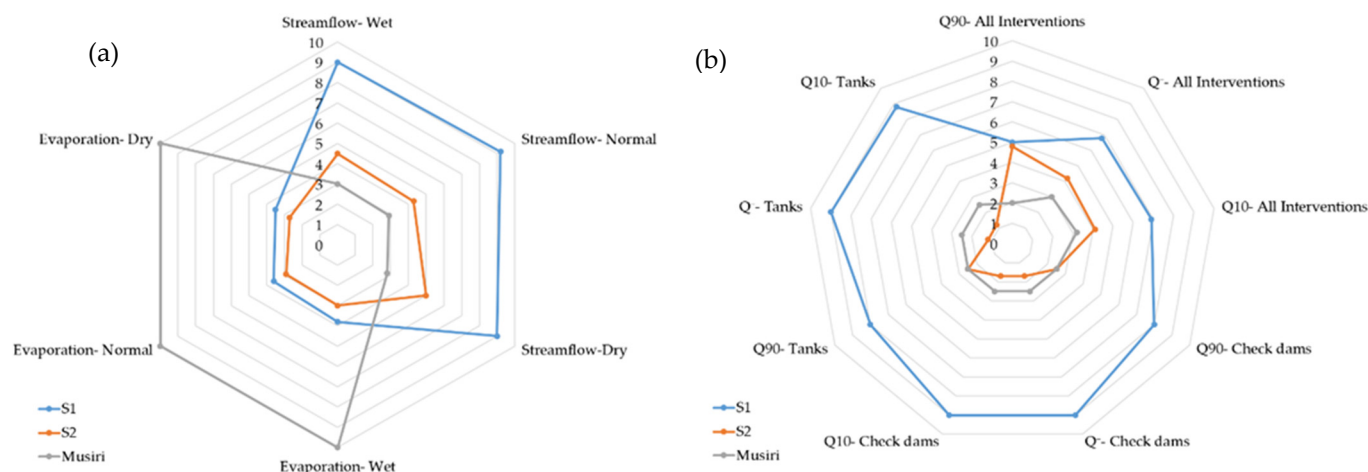 (a)
Streamflow- Wet
10
9
8
7
6
5
4
3
2
1
0
Streamflow- Normal
Streamflow-Dry
Evaporation- Wet
Evaporation- Normal
Evaporation- Dry
S1
S2
Musiri
(b)
Q90- All Interventions
10
9
8
7
6
5
4
3
2
1
0
Q⁻- All Interventions
Q10- All Interventions
Q90- Check dams
Q⁻- Check dams
Q10- Check dams
Q90- Tanks
Q⁻- Tanks
Q10- Tanks
S1
S2
Musiri